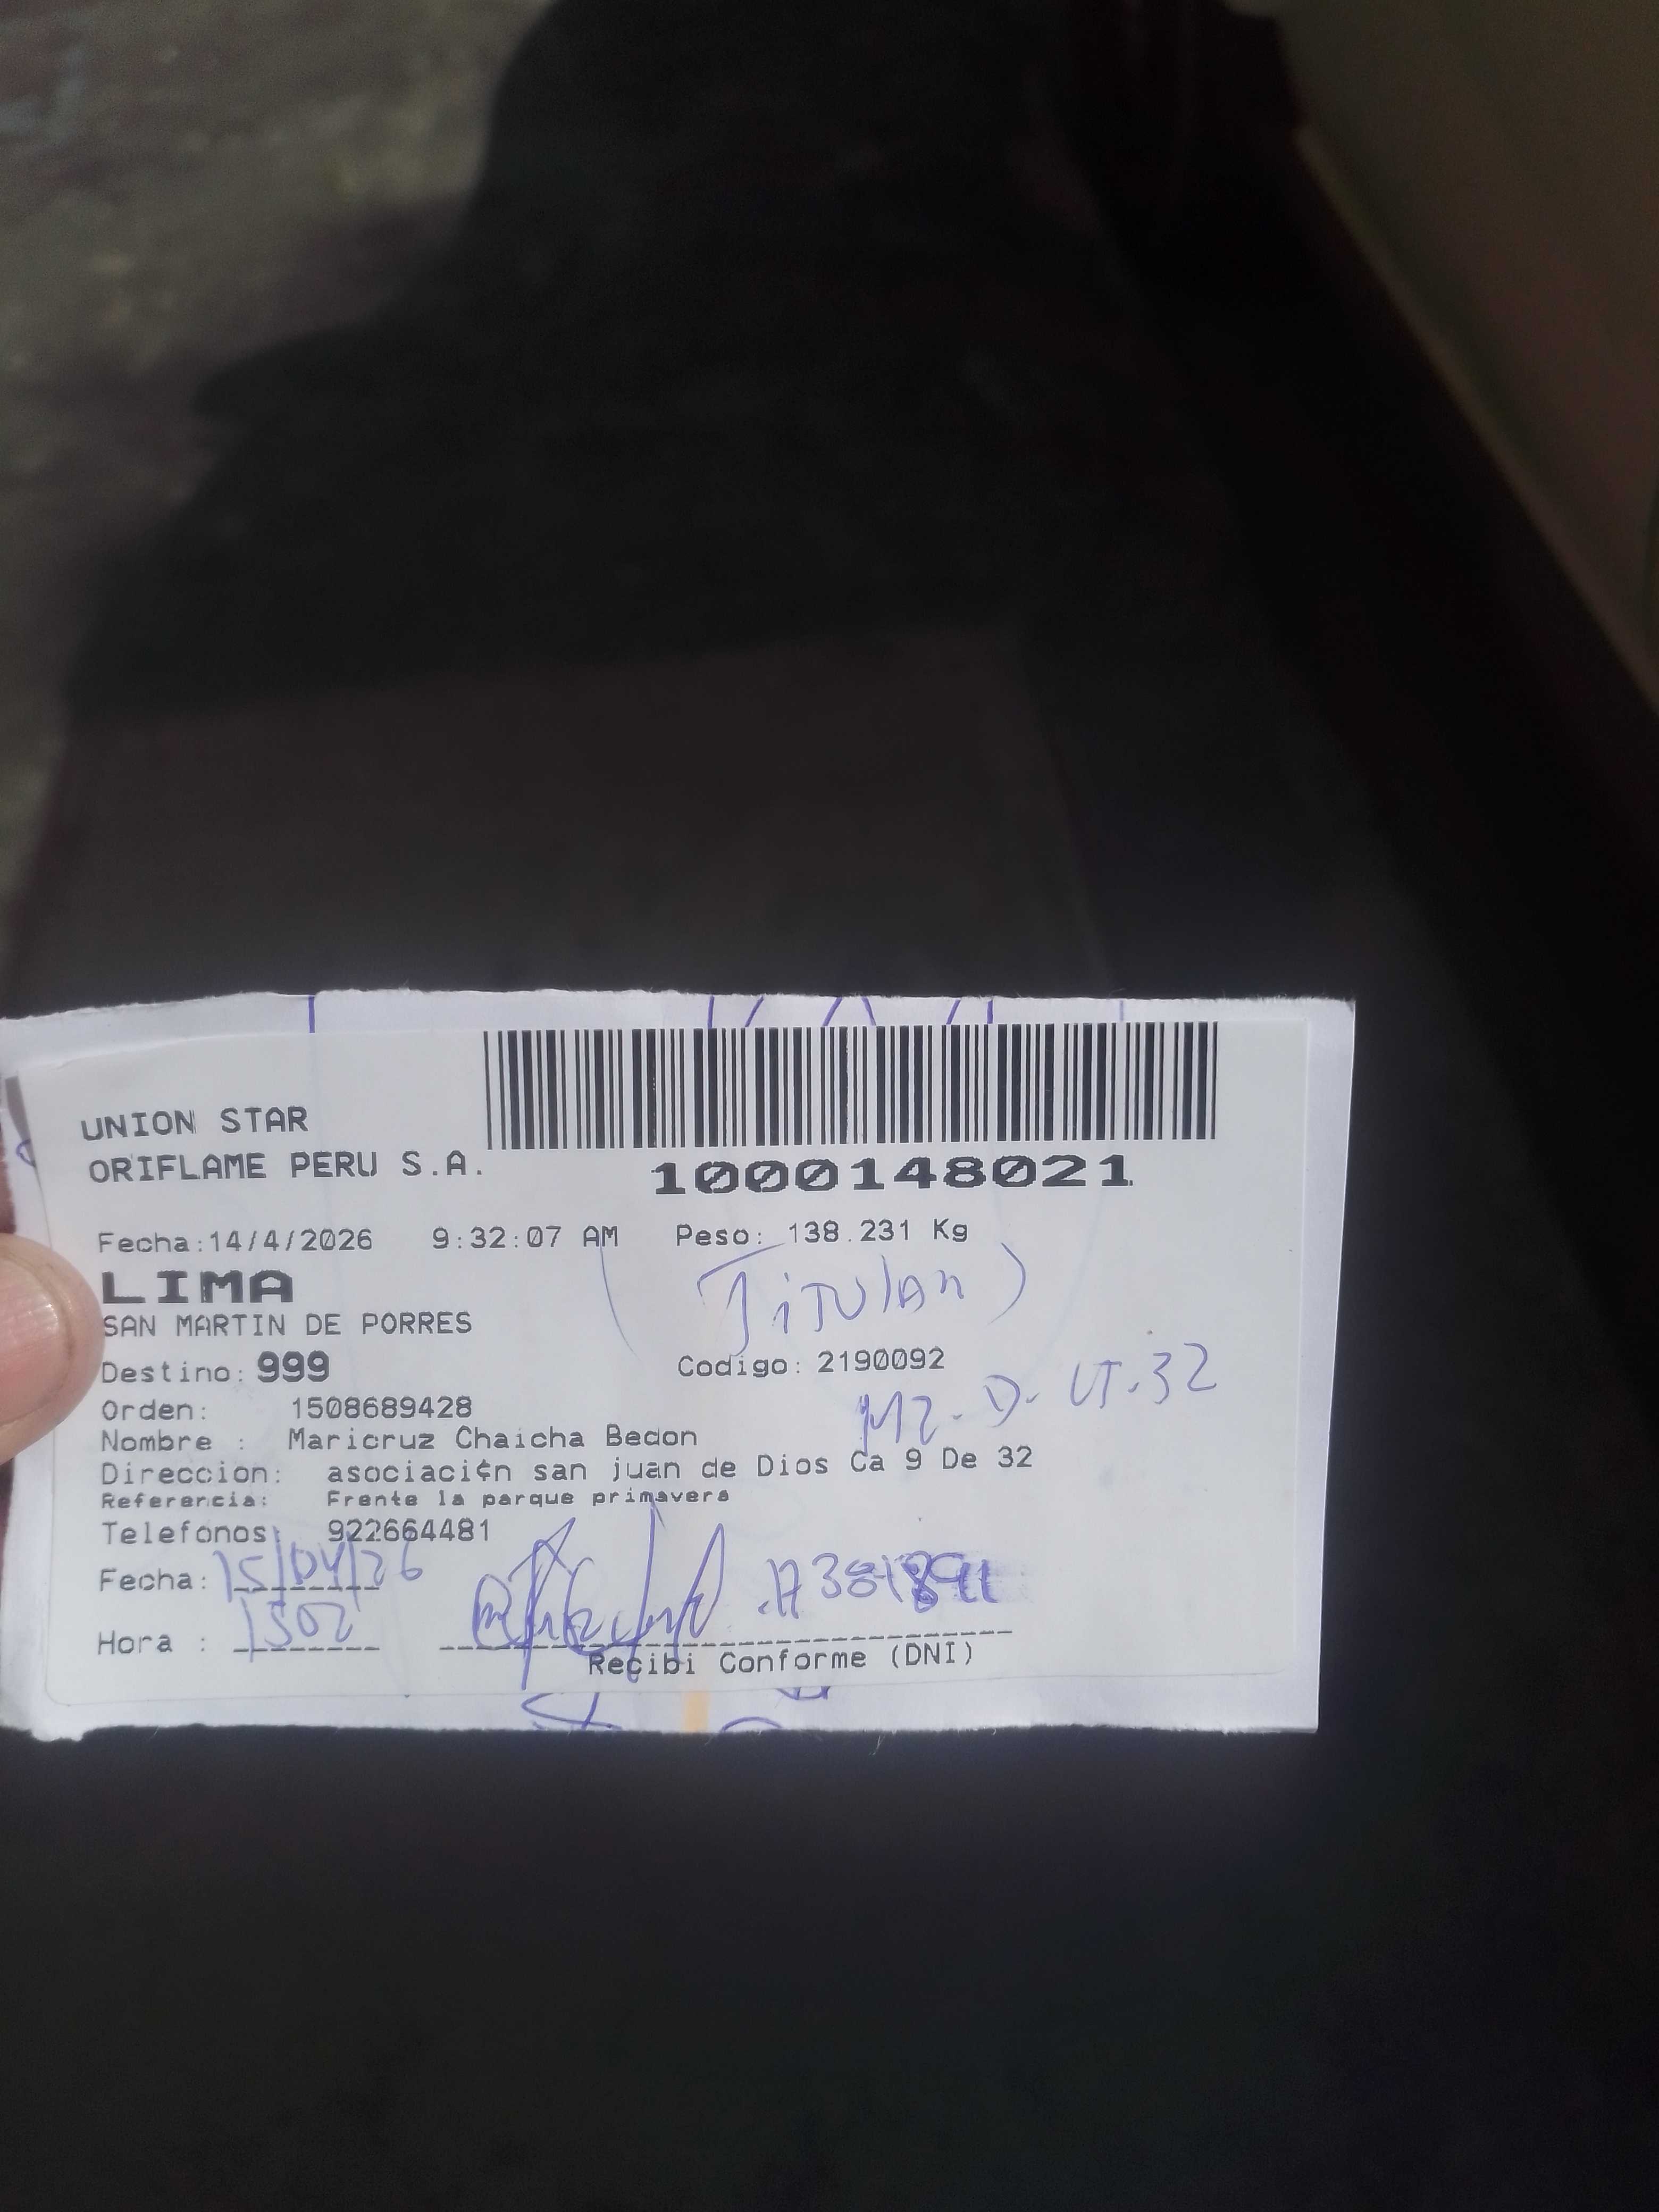 UNION STAR
ORIFLAME PERU S.A.
1000148021
Fecha:14/4/2026 9:32:07 AM Peso: 138.231 Kg
LIMA
(TiTulAR)
SAN MARTIN DE PORRES
Destino: 999 Codigo: 2190092
MZ. D. LT. 32
Orden: 1508689428
Nombre : Maricruz Chaicha Bedon
Direccion: asociaci¢n san juan de Dios Ca 9 De 32
Referencia: Frente la parque primavera
Telefonos: 922664481
Fecha: 15/04/26
Hora : 1502
Recibi Conforme (DNI)